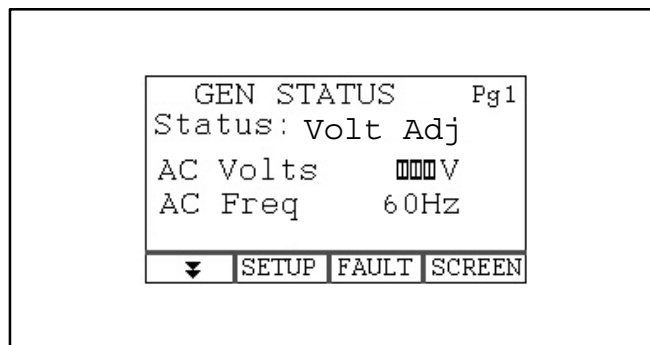 GEN STATUS Pg1
Status: Volt Adj
AC Volts V
AC Freq 60Hz
SETUP FAULT SCREEN